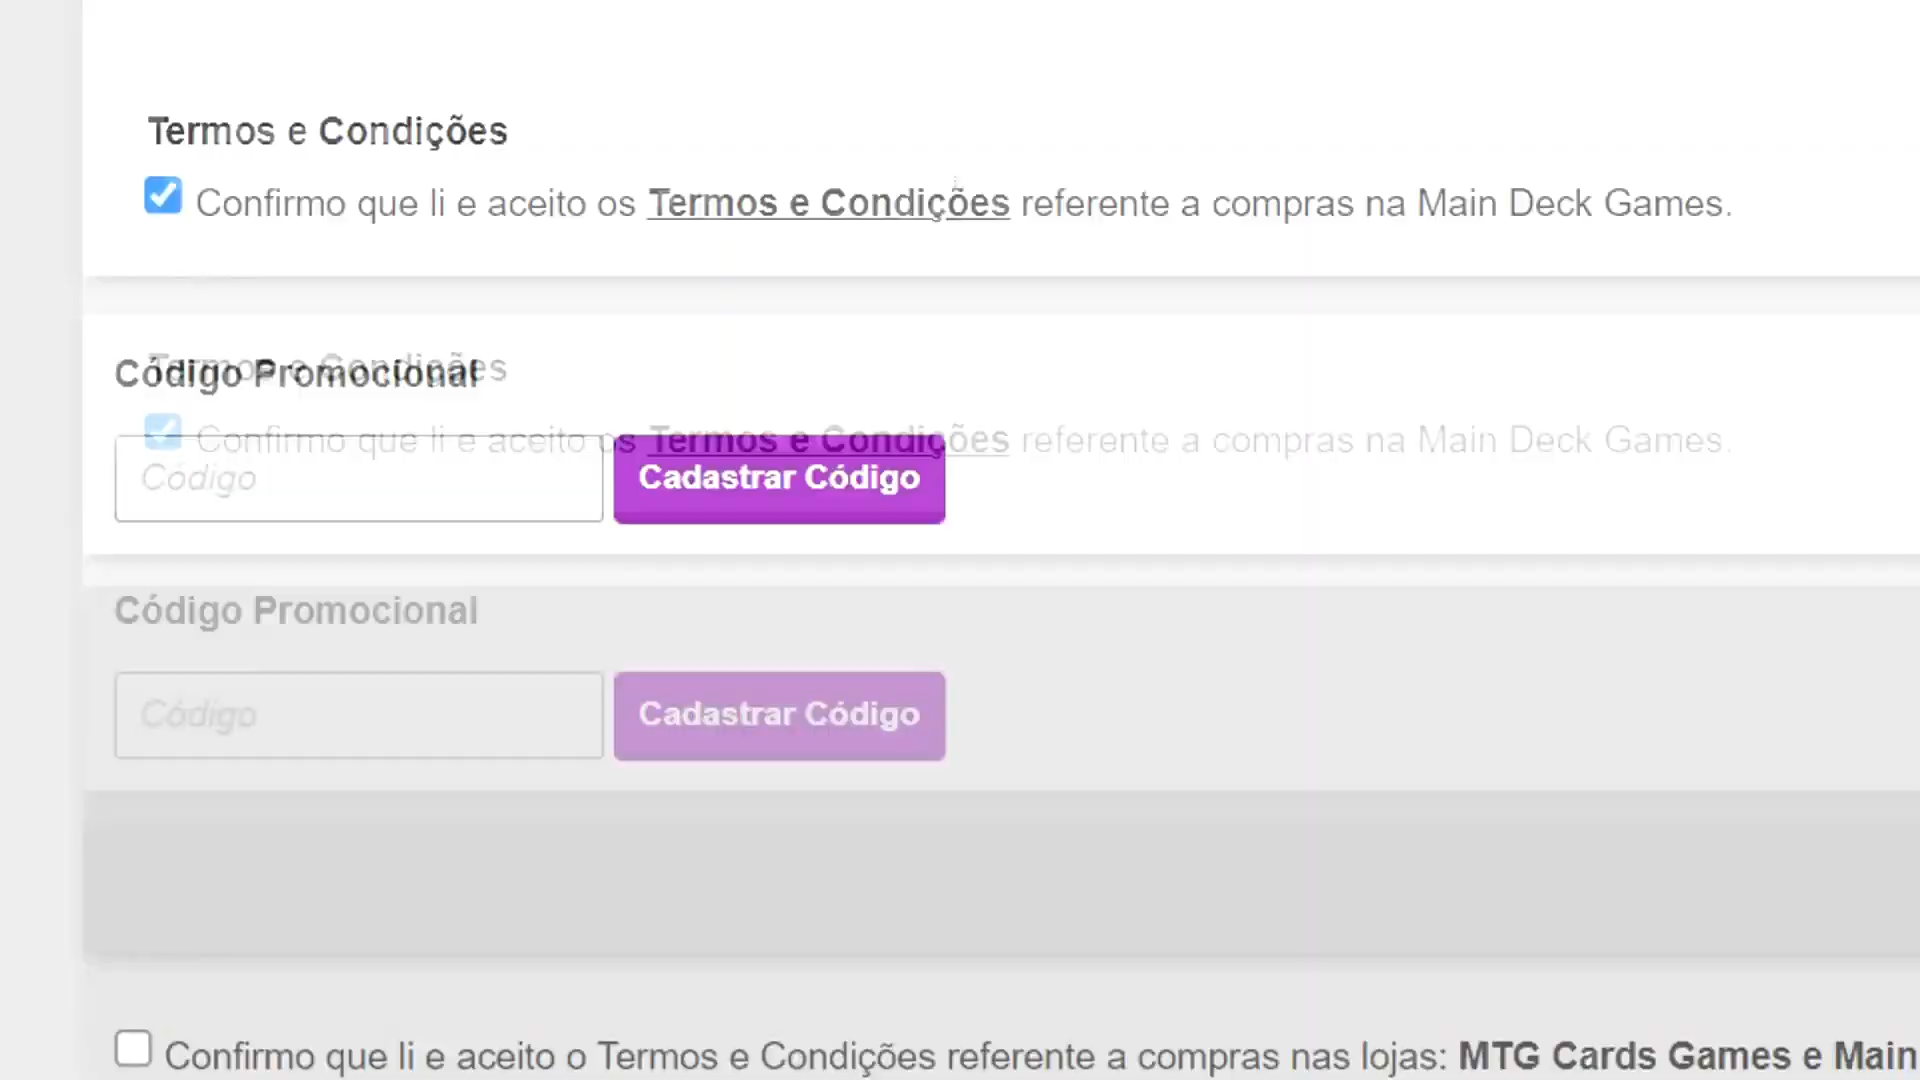 Termos e Condições
Confirmo que li e aceito os Termos e Condições referente a compras na Main Deck Games.
Termos e Condições
Código Promocional
Confirmo que li e aceito os Termos e Condições referente a compras na Main Deck Games.
Código
Cadastrar Código
Código Promocional
Código
Cadastrar Código
Confirmo que li e aceito o Termos e Condições referente a compras nas lojas: MTG Cards Games e Main